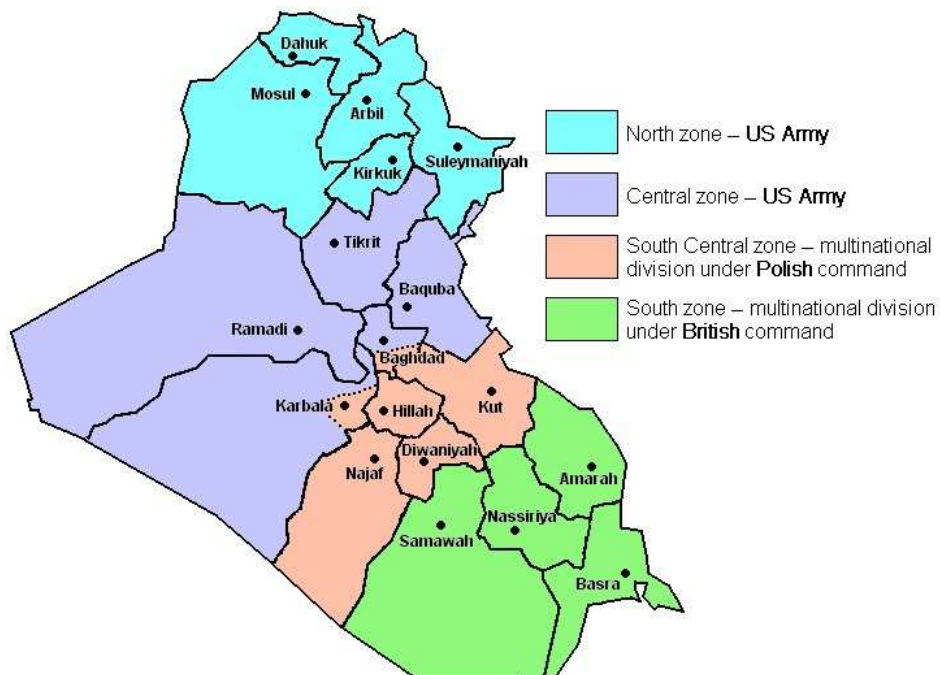 Dahuk
Mosul
Arbil
Kirkuk
Suleymaniyah
Tikrit
Baquba
Ramadi
Baghdad
Karbala
Hillah
Kut
Najaf
Diwaniyah
Amarah
Nassiriya
Samawah
Basra
North zone – US Army
Central zone – US Army
South Central zone – multinational
division under Polish command
South zone – multinational division
under British command